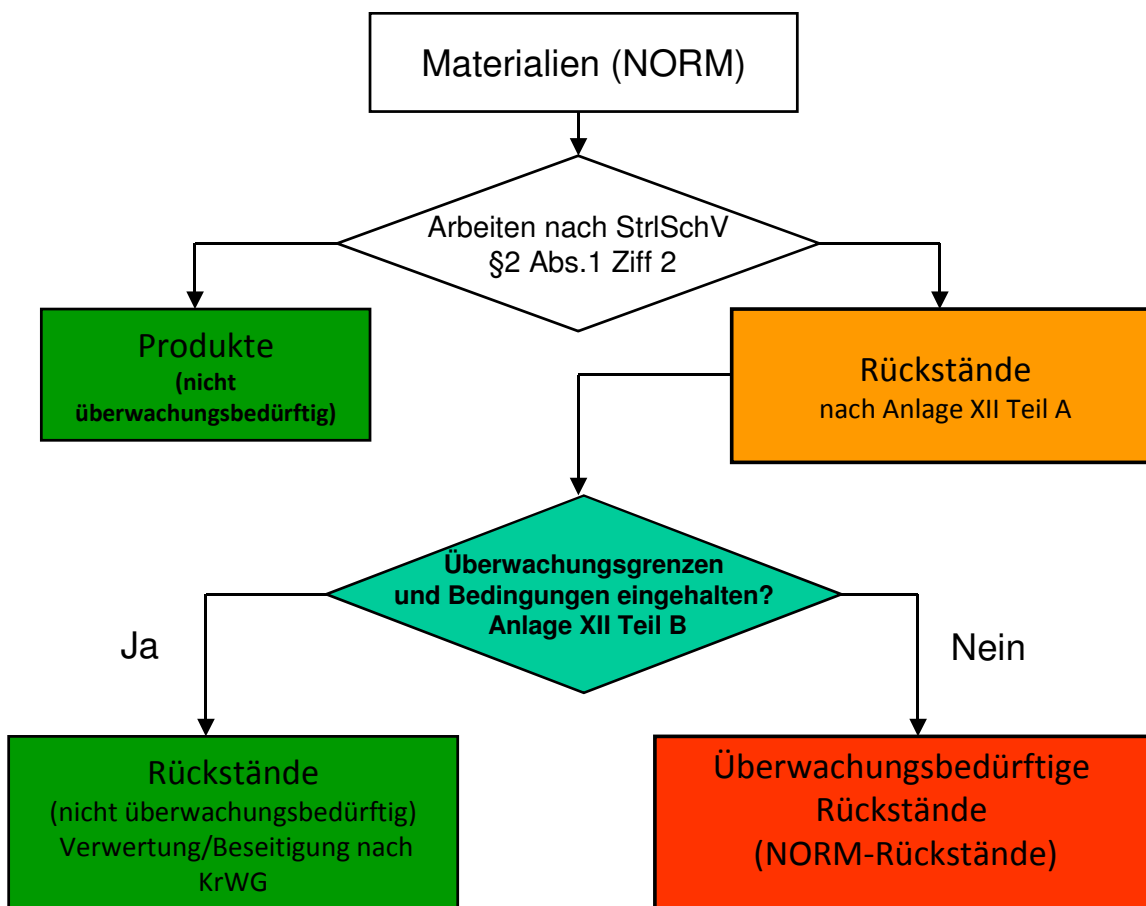 Materialien (NORM)
Arbeiten nach StrlSchV
§2 Abs.1 Ziff 2
Produkte
(nicht
überwachungsbedürftig)
Rückstände
nach Anlage XII Teil A
Überwachungsgrenzen
und Bedingungen eingehalten?
Anlage XII Teil B
Ja
Nein
Rückstände
(nicht überwachungsbedürftig)
Verwertung/Beseitigung nach
KrWG
Überwachungsbedürftige
Rückstände
(NORM-Rückstände)